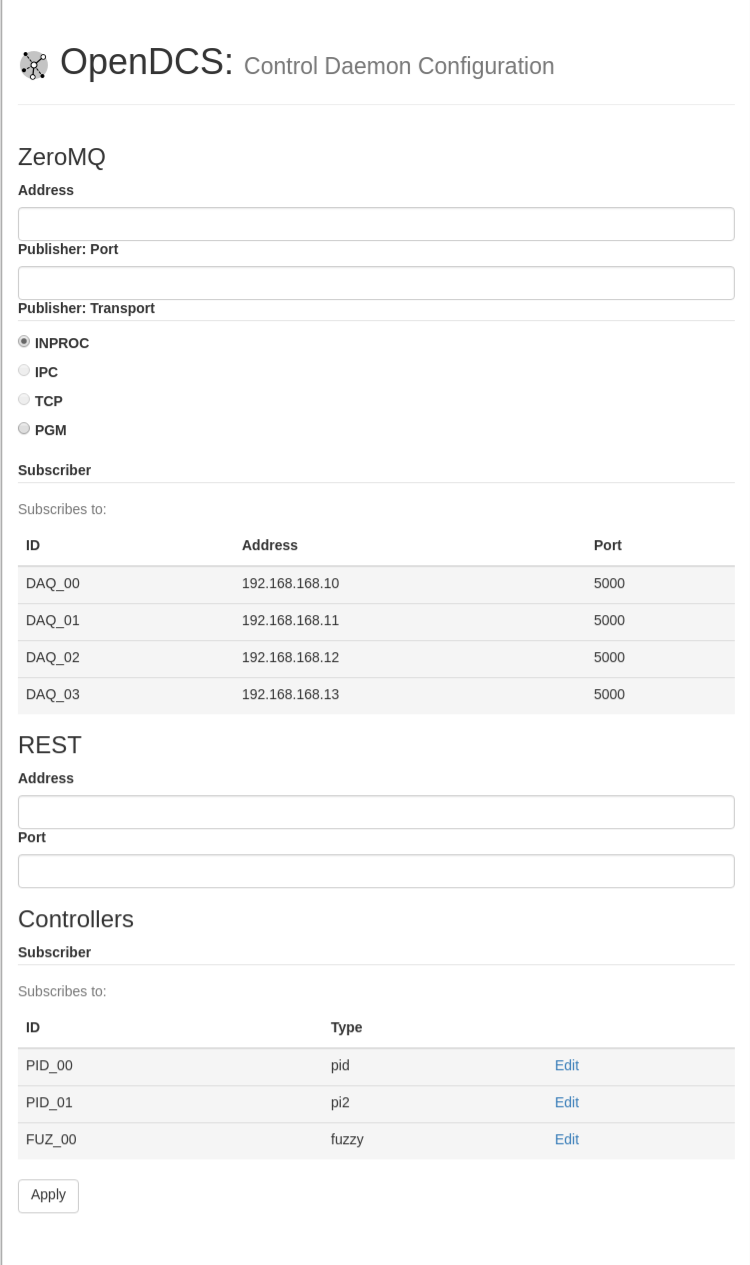 OpenDCS: Control Daemon Configuration
ZeroMQ
Address
Publisher: Port
Publisher: Transport
INPROC
IPC
TCP
PGM
Subscriber
Subscribes to:
ID Address Port
DAQ_00 192.168.168.10 5000
DAQ_01 192.168.168.11 5000
DAQ_02 192.168.168.12 5000
DAQ_03 192.168.168.13 5000
REST
Address
Port
Controllers
Subscriber
Subscribes to:
ID Type
PID_00 pid Edit
PID_01 pi2 Edit
FUZ_00 fuzzy Edit
Apply